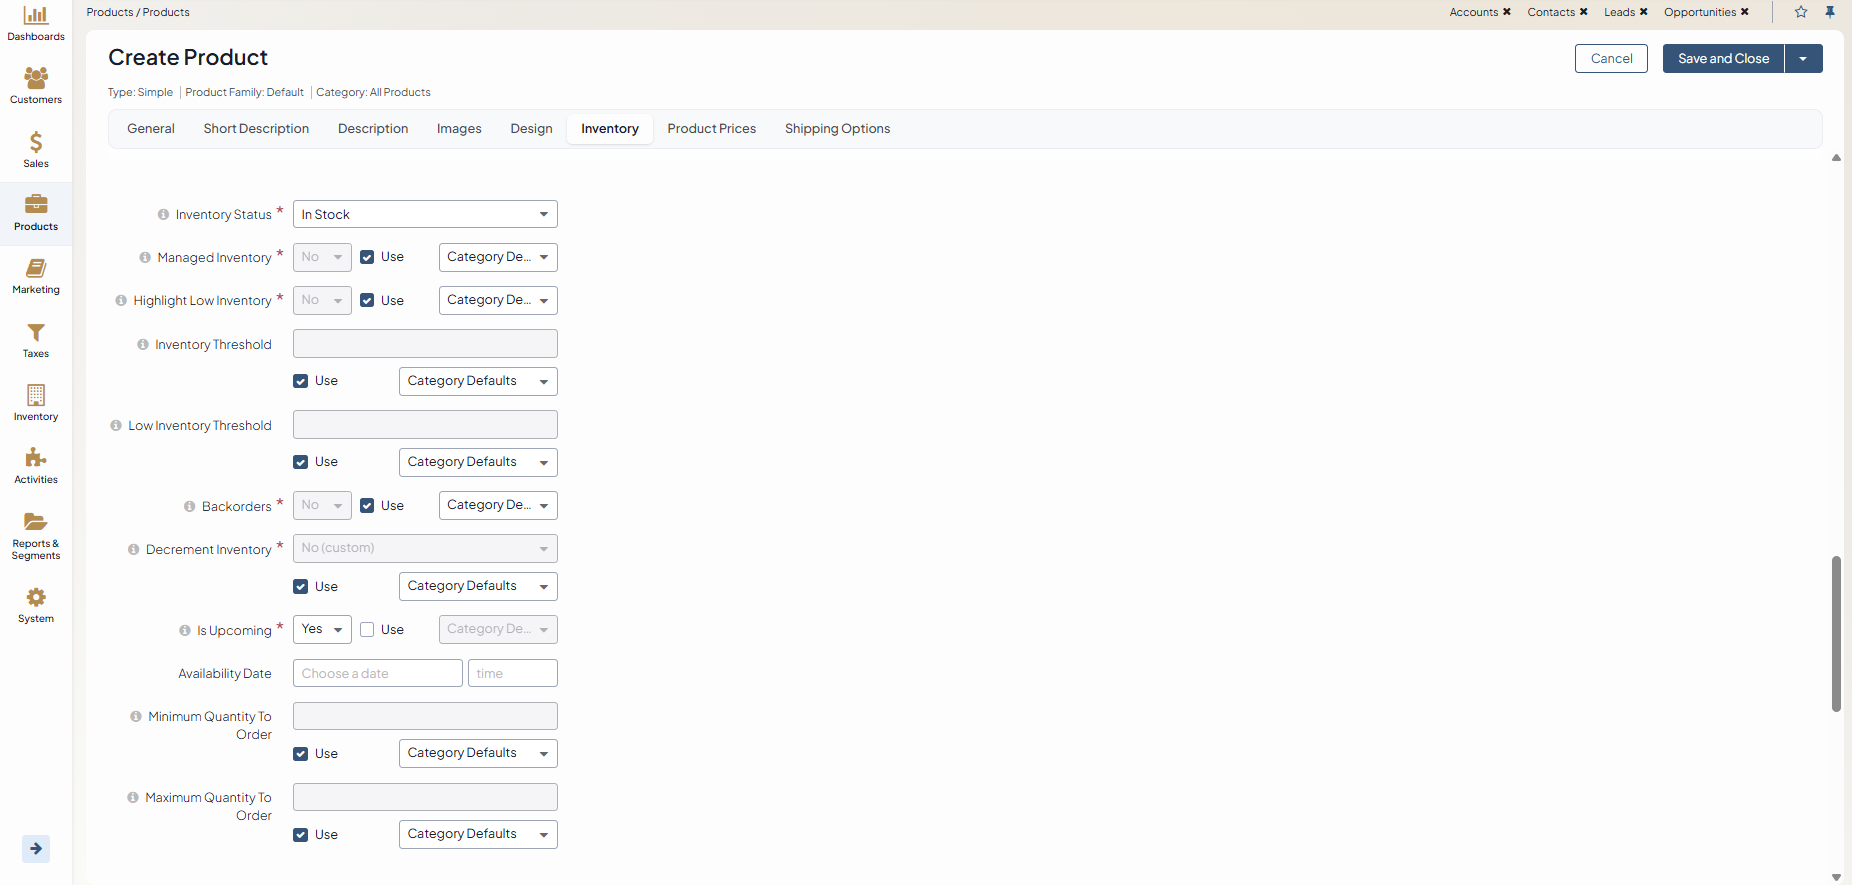 Products / Products
Accounts ✖ Contacts ✖ Leads ✖ Opportunities ✖
Dashboards
Customers
Sales
Products
Marketing
Taxes
Inventory
Activities
Reports &
Segments
System
Create Product
Cancel
Save and Close
Type: Simple | Product Family: Default | Category: All Products
General Short Description Description Images Design Inventory Product Prices Shipping Options
Inventory Status * In Stock
Managed Inventory * No Use Category De...
Highlight Low Inventory * No Use Category De...
Inventory Threshold
Use Category Defaults
Low Inventory Threshold
Use Category Defaults
Backorders * No Use Category De...
Decrement Inventory * No (custom)
Use Category Defaults
Is Upcoming * Yes Use Category De...
Availability Date Choose a date time
Minimum Quantity To
Order
Use Category Defaults
Maximum Quantity To
Order
Use Category Defaults